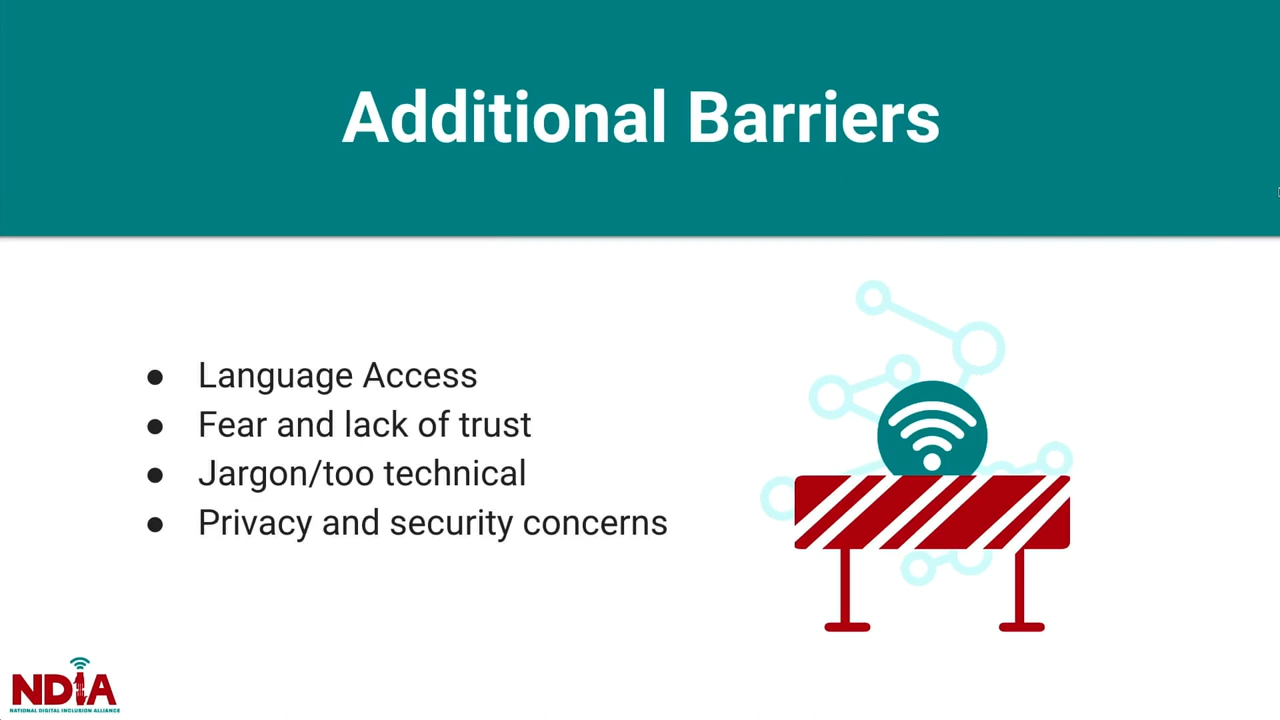 Additional Barriers
● Language Access
● Fear and lack of trust
● Jargon/too technical
● Privacy and security concerns
NDIA
NATIONAL DIGITAL INCLUSION ALLIANCE